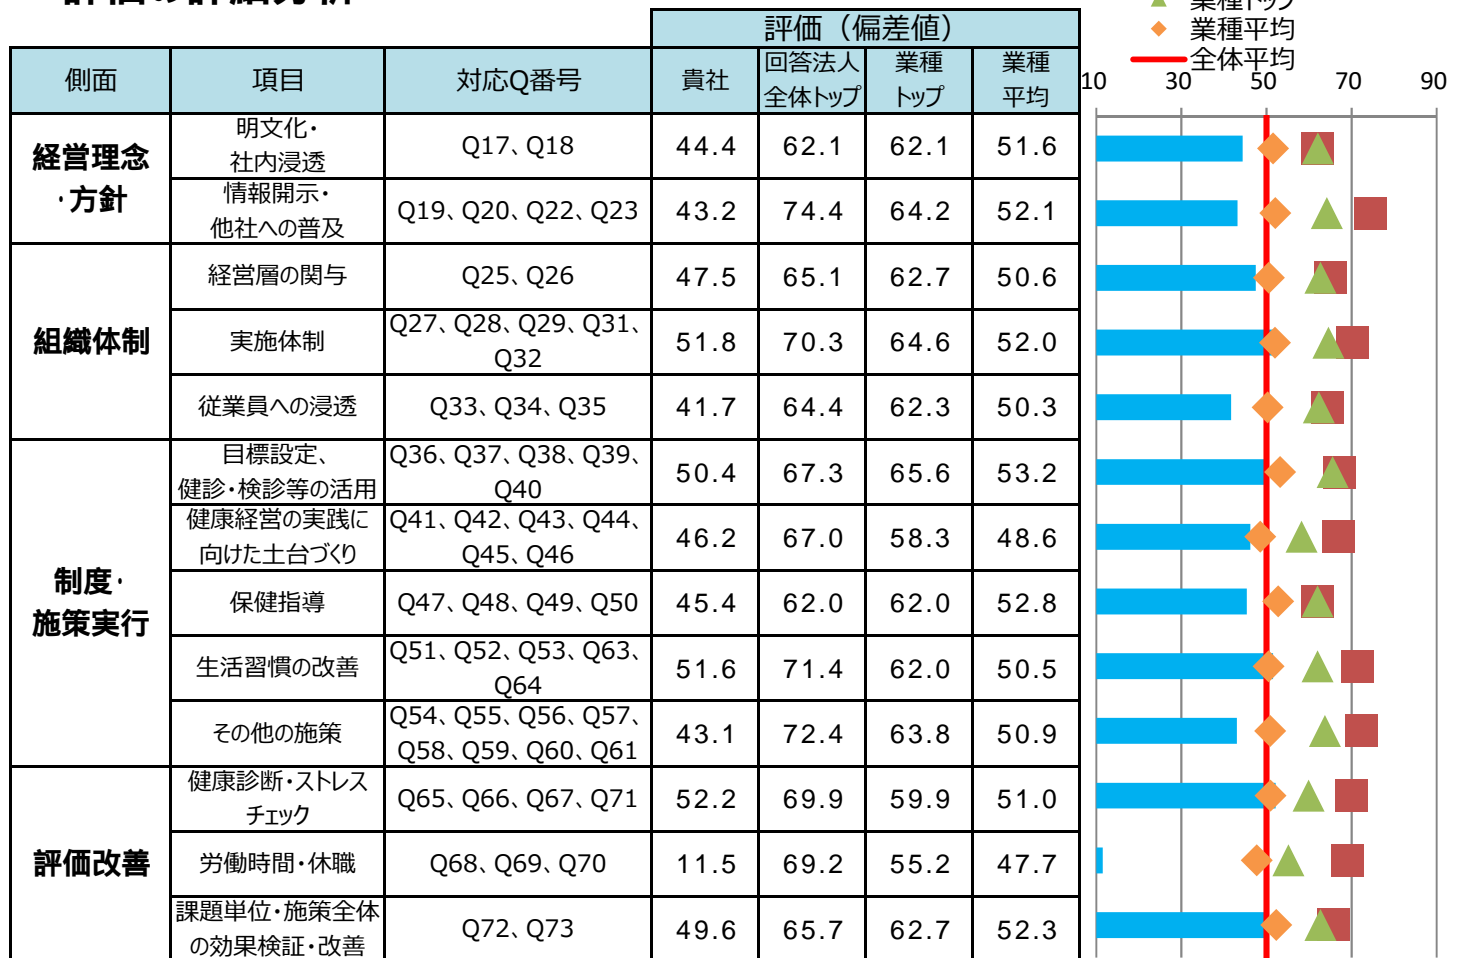 評価の詳細分析
業種トップ
業種平均
全体平均
評価（偏差値）
側面 項目 対応Q番号 貴社 回答法人 業種 業種
全体トップ トップ 平均
10 30 50 70 90
経営理念
・方針
明文化・
社内浸透
Q17、Q18 44.4 62.1 62.1 51.6
情報開示・
他社への普及
Q19、Q20、Q22、Q23 43.2 74.4 64.2 52.1
組織体制
経営層の関与 Q25、Q26 47.5 65.1 62.7 50.6
実施体制
Q27、Q28、Q29、Q31、
Q32
51.8 70.3 64.6 52.0
従業員への浸透 Q33、Q34、Q35 41.7 64.4 62.3 50.3
制度・
施策実行
目標設定、
健診・検診等の活用
Q36、Q37、Q38、Q39、
Q40
50.4 67.3 65.6 53.2
健康経営の実践に
向けた土台づくり
Q41、Q42、Q43、Q44、
Q45、Q46
46.2 67.0 58.3 48.6
保健指導 Q47、Q48、Q49、Q50 45.4 62.0 62.0 52.8
生活習慣の改善
Q51、Q52、Q53、Q63、
Q64
51.6 71.4 62.0 50.5
その他の施策
Q54、Q55、Q56、Q57、
Q58、Q59、Q60、Q61
43.1 72.4 63.8 50.9
評価改善
健康診断・ストレス
チェック
Q65、Q66、Q67、Q71 52.2 69.9 59.9 51.0
労働時間・休職 Q68、Q69、Q70 11.5 69.2 55.2 47.7
課題単位・施策全体
の効果検証・改善
Q72、Q73 49.6 65.7 62.7 52.3